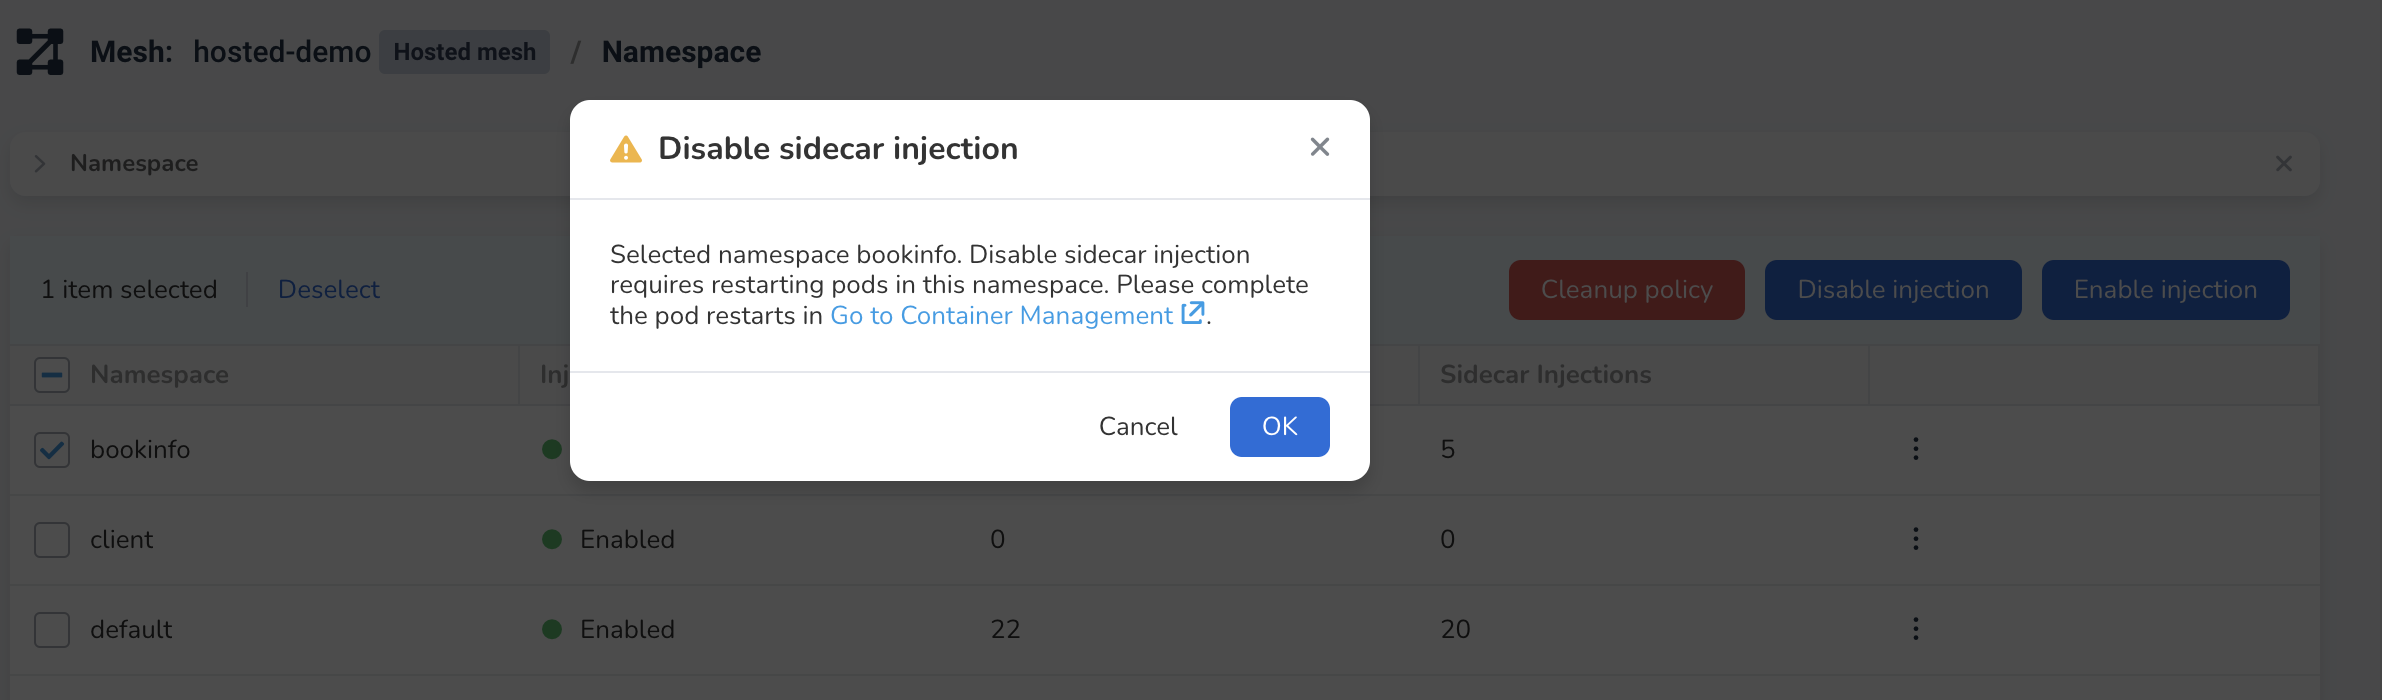 Mesh: hosted-demo Hosted mesh / Namespace
Disable sidecar injection
Namespace
Selected namespace bookinfo. Disable sidecar injection
requires restarting pods in this namespace. Please complete
the pod restarts in Go to Container Management.
1 item selected Deselect
Cleanup policy Disable injection Enable injection
Namespace Inj Sidecar Injections
Cancel OK
bookinfo 5
client Enabled 0 0
default Enabled 22 20